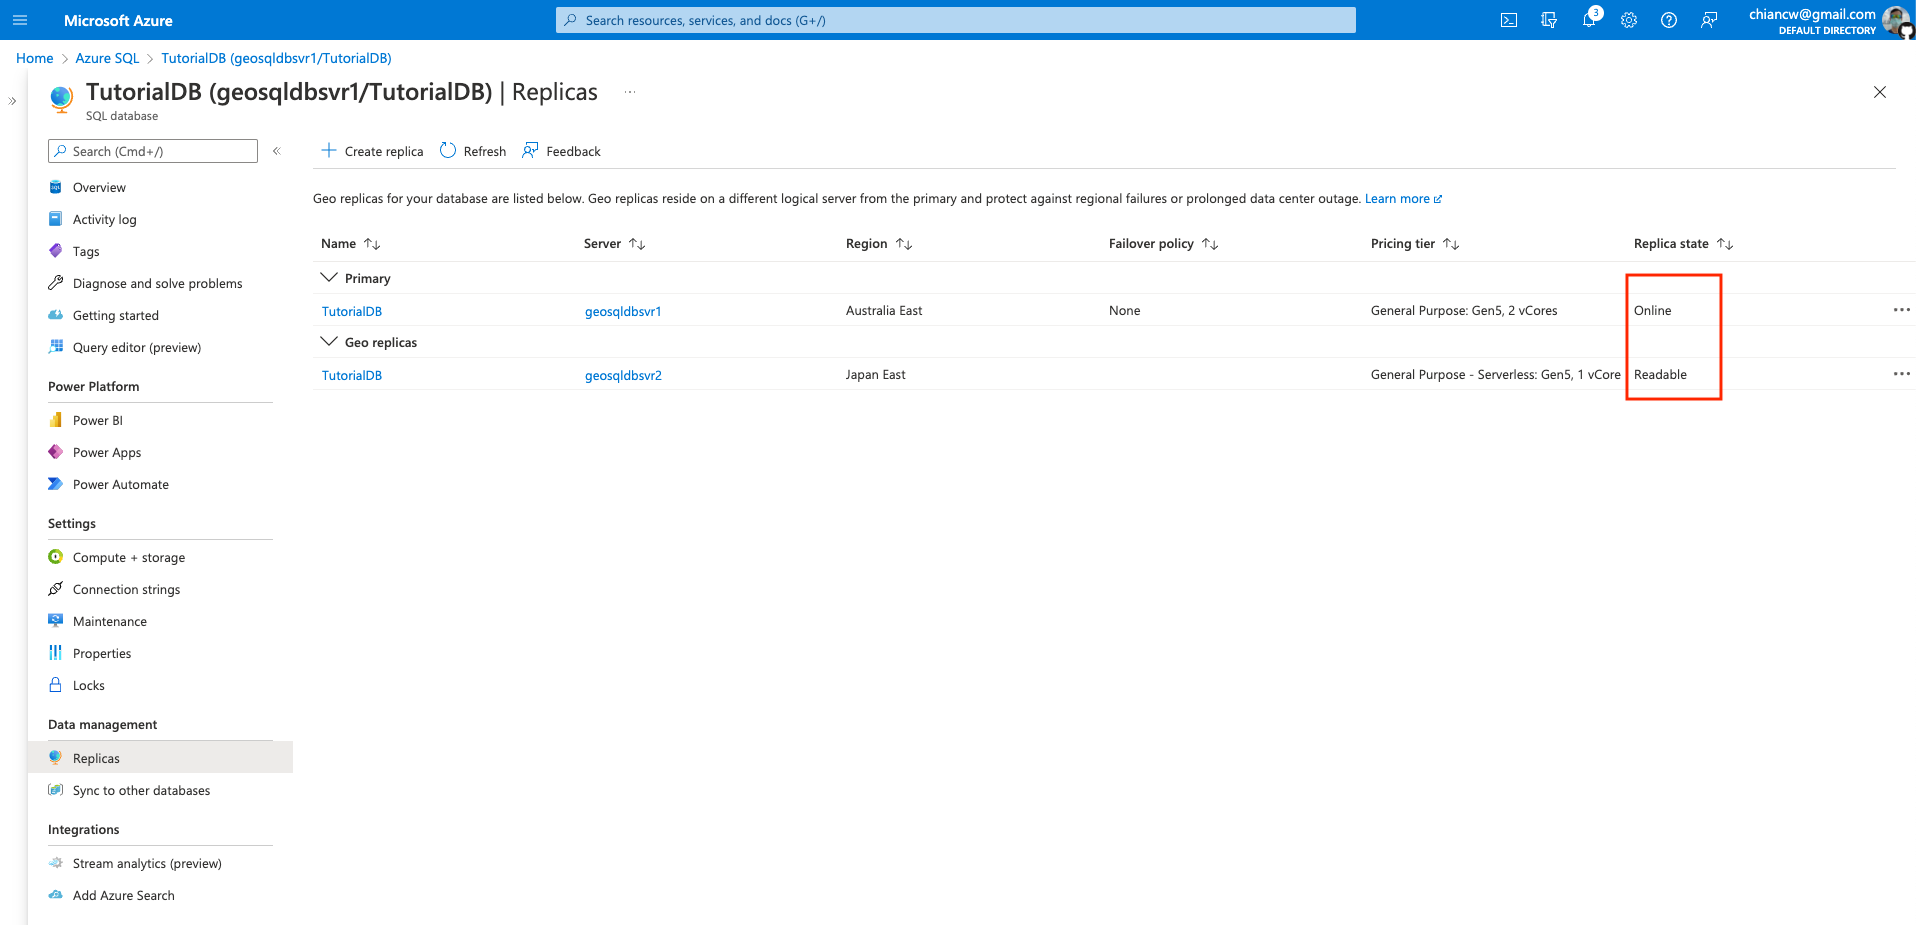 Microsoft Azure
Search resources, services, and docs (G+/)
3
chiancw@gmail.com
DEFAULT DIRECTORY
Home > Azure SQL > TutorialDB (geosqldbsvr1/TutorialDB)
TutorialDB (geosqldbsvr1/TutorialDB) | Replicas ...
SQL database
Search (Cmd+/)
Overview
Activity log
Tags
Diagnose and solve problems
Getting started
Query editor (preview)
Power Platform
Power BI
Power Apps
Power Automate
Settings
Compute + storage
Connection strings
Maintenance
Properties
Locks
Data management
Replicas
Sync to other databases
Integrations
Stream analytics (preview)
Add Azure Search
Create replica Refresh Feedback
Geo replicas for your database are listed below. Geo replicas reside on a different logical server from the primary and protect against regional failures or prolonged data center outage. Learn more
Name Server Region Failover policy Pricing tier Replica state
Primary
TutorialDB geosqldbsvr1 Australia East None General Purpose: Gen5, 2 vCores Online
Geo replicas
TutorialDB geosqldbsvr2 Japan East General Purpose - Serverless: Gen5, 1 vCore Readable